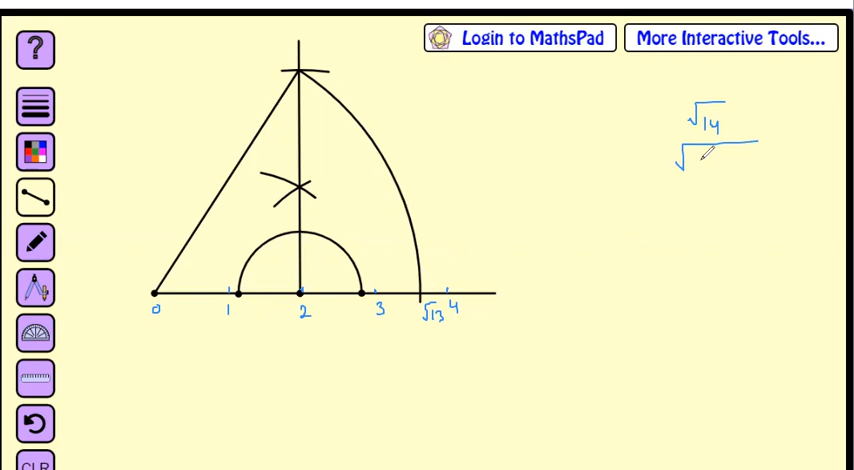 ?
Login to MathsPad
More Interactive Tools...
√14
√
0 1 2 3 √13 4
CLR